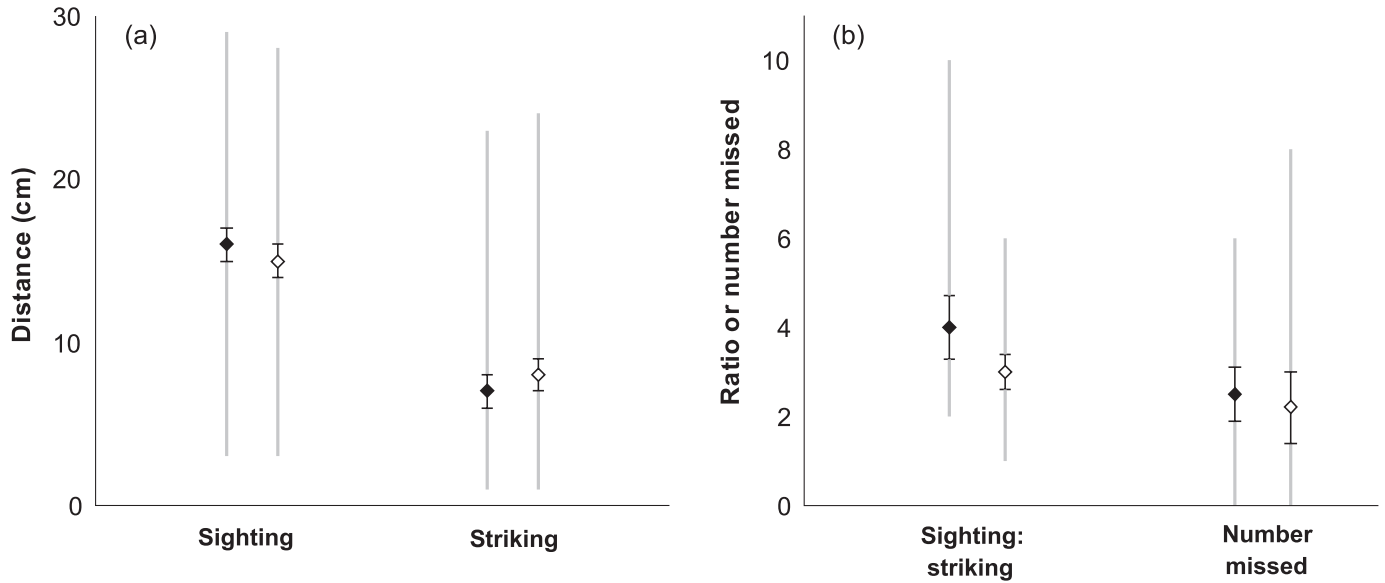 (a)
Distance (cm)
30
20
10
0
Sighting
Striking
(b)
Ratio or number missed
10
8
6
4
2
0
Sighting:
striking
Number
missed